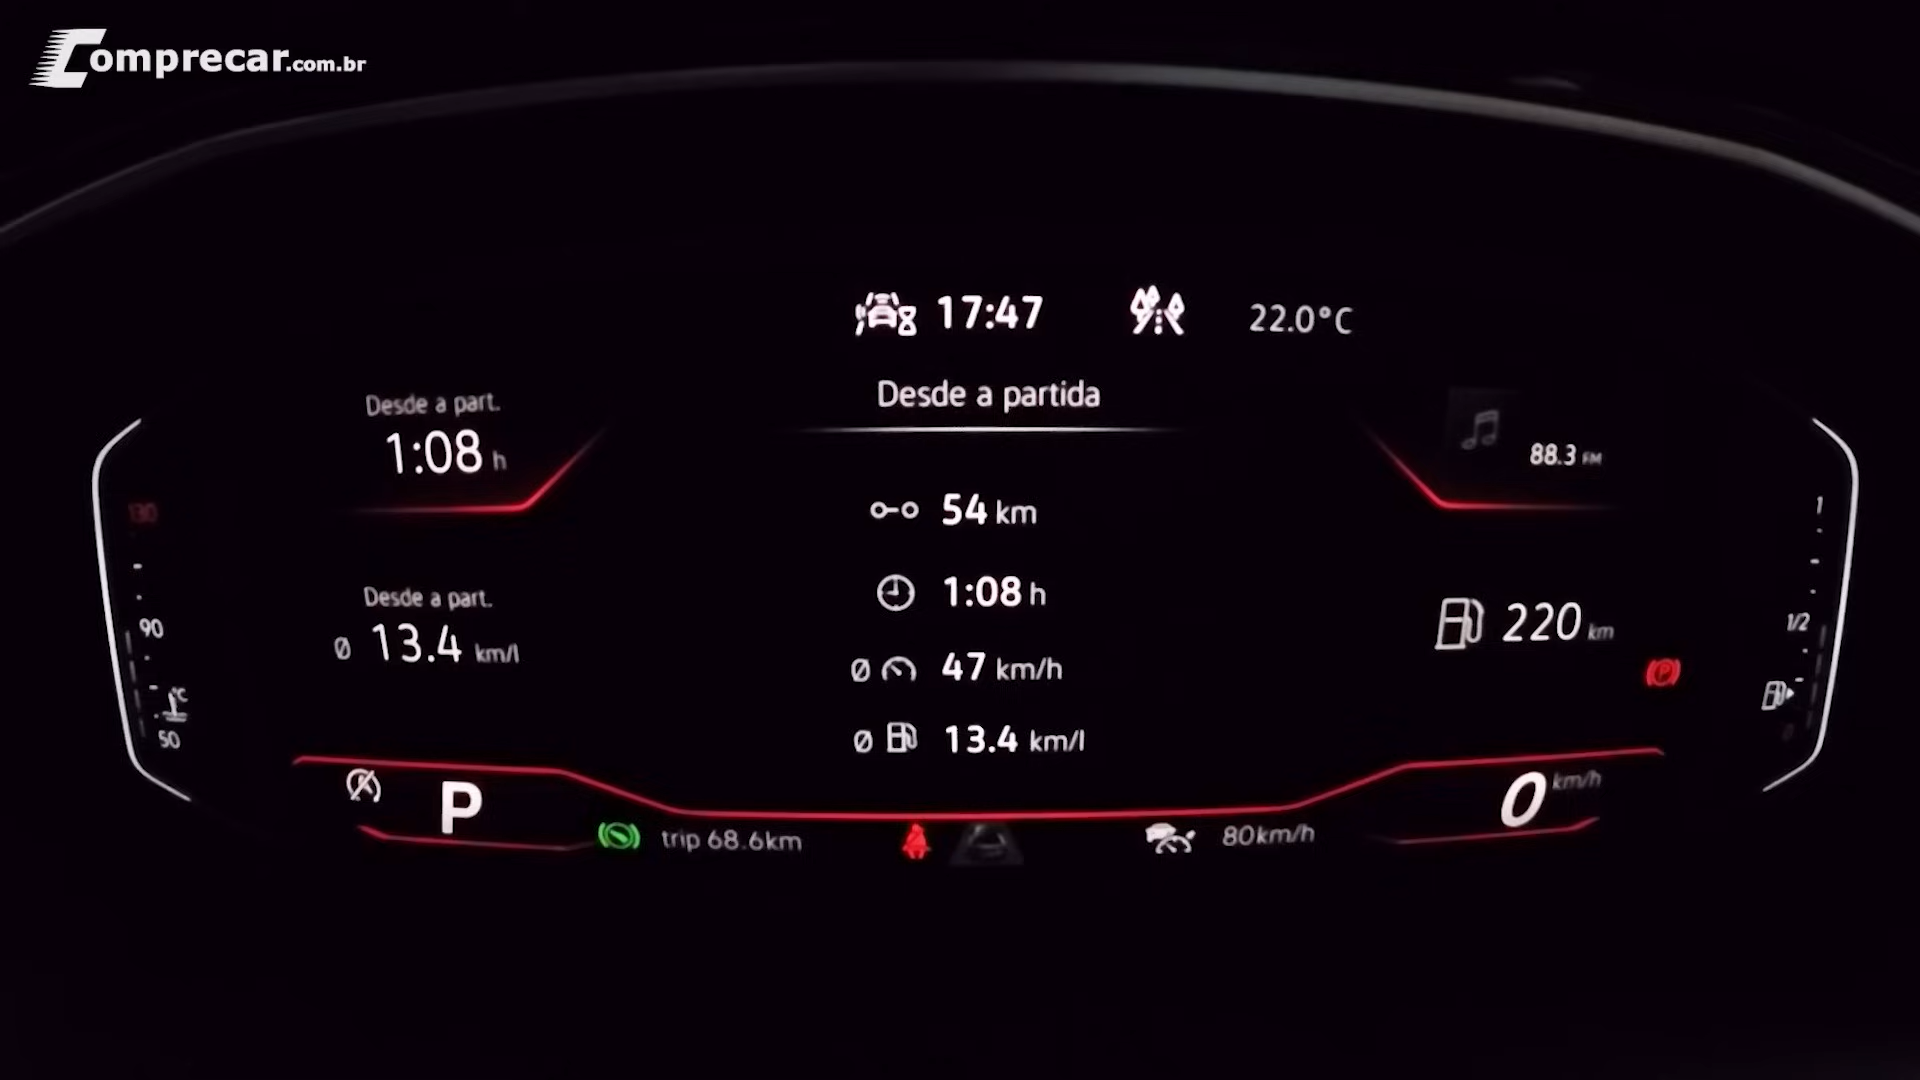 Comprecar.com.br
17:47
22.0°C
Desde a partida
Desde a part.
1:08 h
88.3 FM
54 km
1:08 h
Ø 47 km/h
Ø 13.4 km/l
Desde a part.
Ø 13.4 km/l
220 km
130
90
°C
50
1
1/2
0
P
0 km/h
trip 68.6km
80km/h